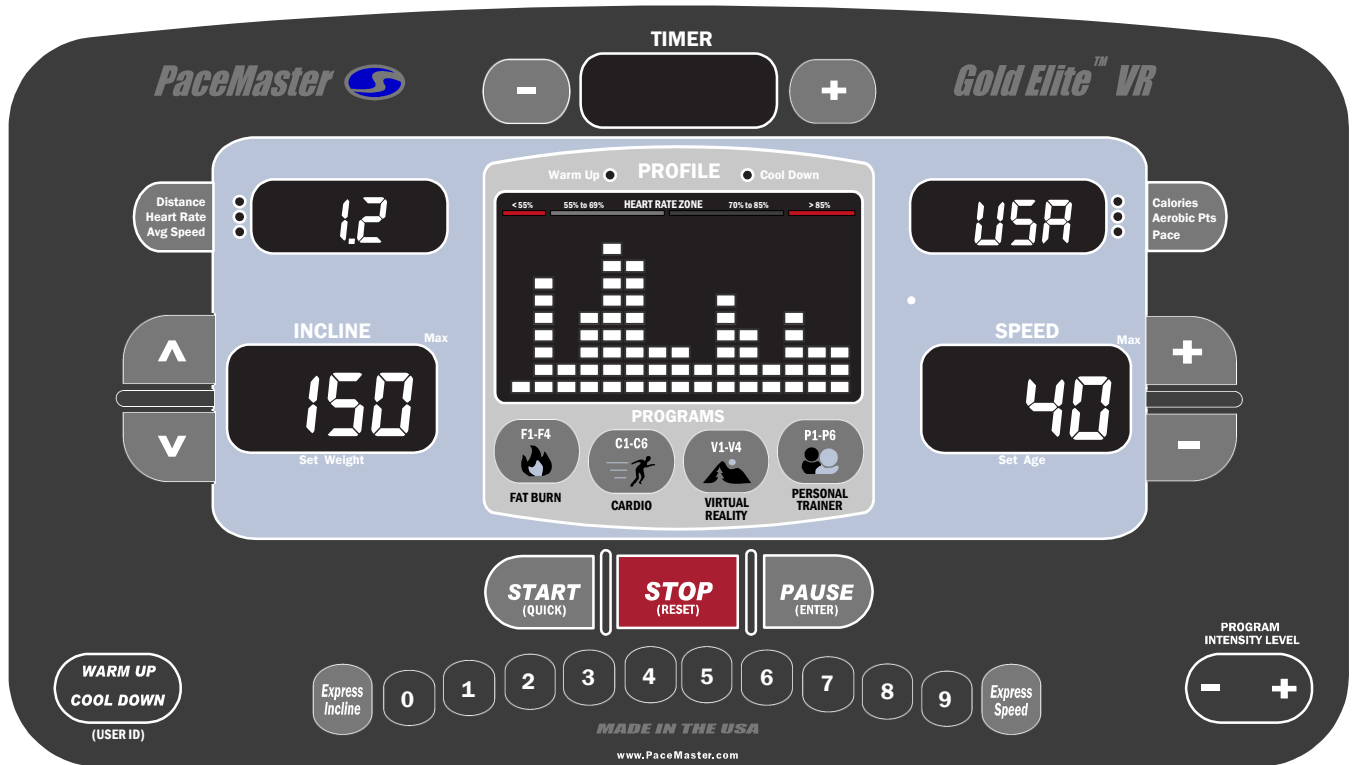 TIMER
PaceMaster
- +
Gold Elite™ VR
Warm Up PROFILE Cool Down
Distance
Heart Rate
Avg Speed
1.2
< 55% 55% to 69% HEART RATE ZONE 70% to 85% > 85%
USA
Calories
Aerobic Pts
Pace
INCLINE
Max
150
Set Weight
SPEED
Max
40
Set Age
+
-
PROGRAMS
F1-F4
FAT BURN
C1-C6
CARDIO
V1-V4
VIRTUAL
REALITY
P1-P6
PERSONAL
TRAINER
START
(QUICK)
STOP
(RESET)
PAUSE
(ENTER)
WARM UP
COOL DOWN
(USER ID)
Express
Incline
0 1 2 3 4 5 6 7 8 9
Express
Speed
PROGRAM
INTENSITY LEVEL
- +
MADE IN THE USA
www.PaceMaster.com